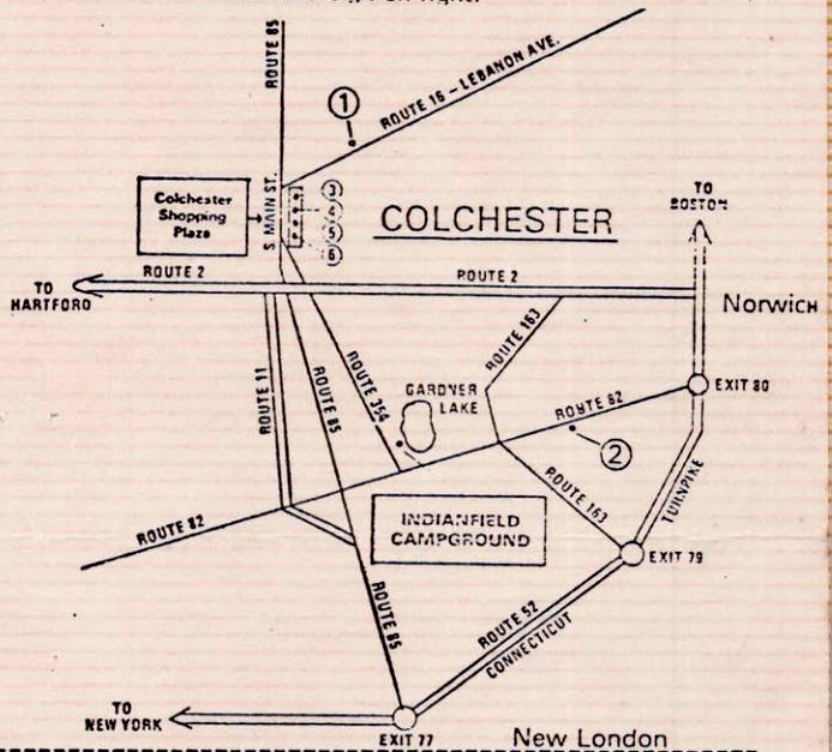 ROUTE 85
ROUTE 16 - LEBANON AVE.
1
S. MAIN ST.
Colchester
Shopping
Plaza
3
4
5
6
COLCHESTER
TO
BOSTON
ROUTE 2
ROUTE 2
TO
HARTFORD
Norwich
ROUTE 163
ROUTE 11
ROUTE 85
ROUTE 354
GARDNER
LAKE
ROUTE 82
EXIT 80
2
ROUTE 163
TURNPIKE
INDIANFIELD
CAMPGROUND
ROUTE 82
EXIT 79
ROUTE 85
ROUTE 52
CONNECTICUT
TO
NEW YORK
EXIT 77
New London